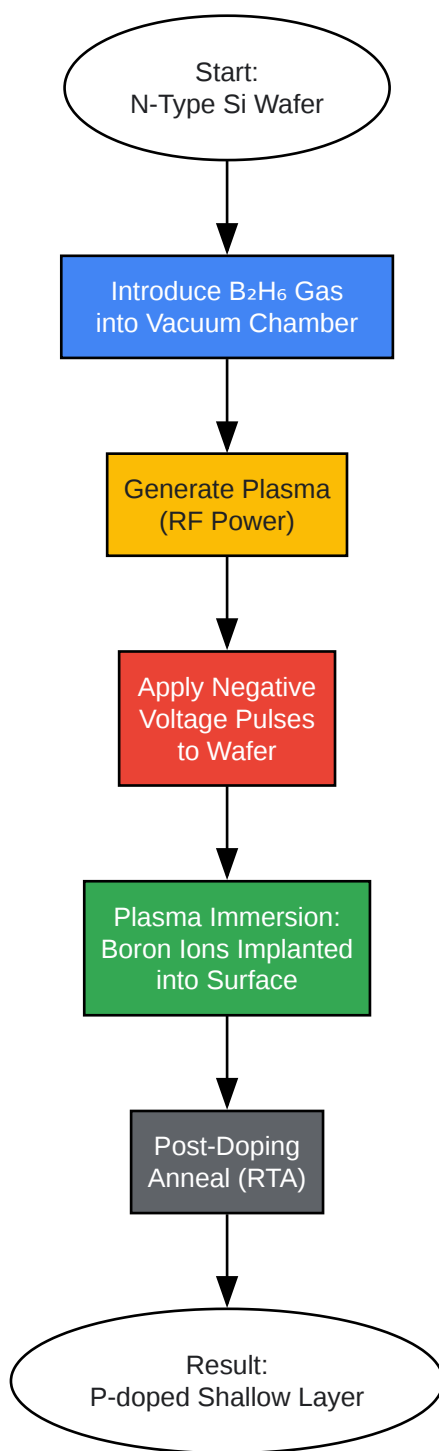 Start:
N-Type Si Wafer
Introduce B₂H₆ Gas
into Vacuum Chamber
Generate Plasma
(RF Power)
Apply Negative
Voltage Pulses
to Wafer
Plasma Immersion:
Boron Ions Implanted
into Surface
Post-Doping
Anneal (RTA)
Result:
P-doped Shallow Layer